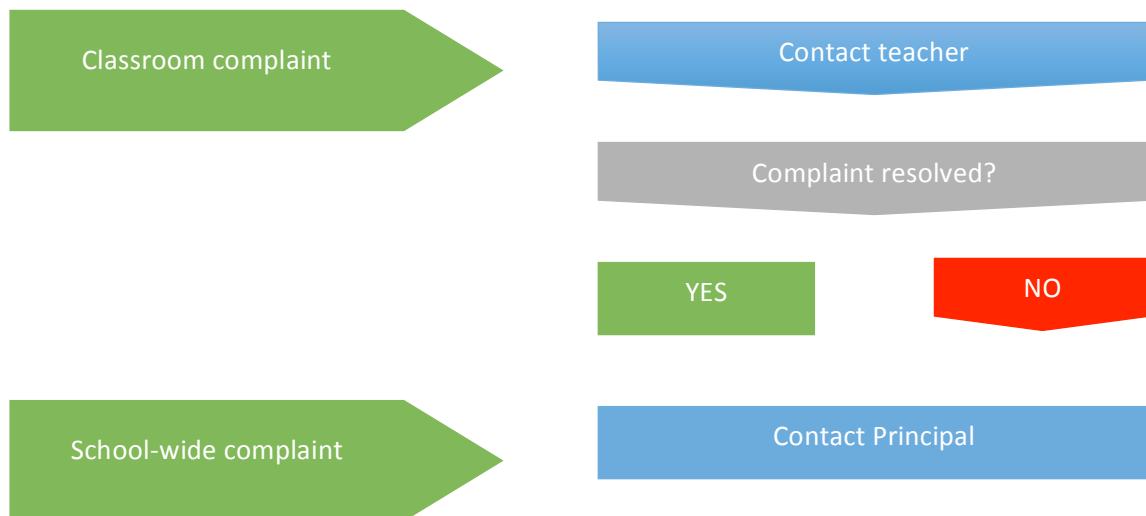 Classroom complaint
Contact teacher
Complaint resolved?
YES
NO
School-wide complaint
Contact Principal